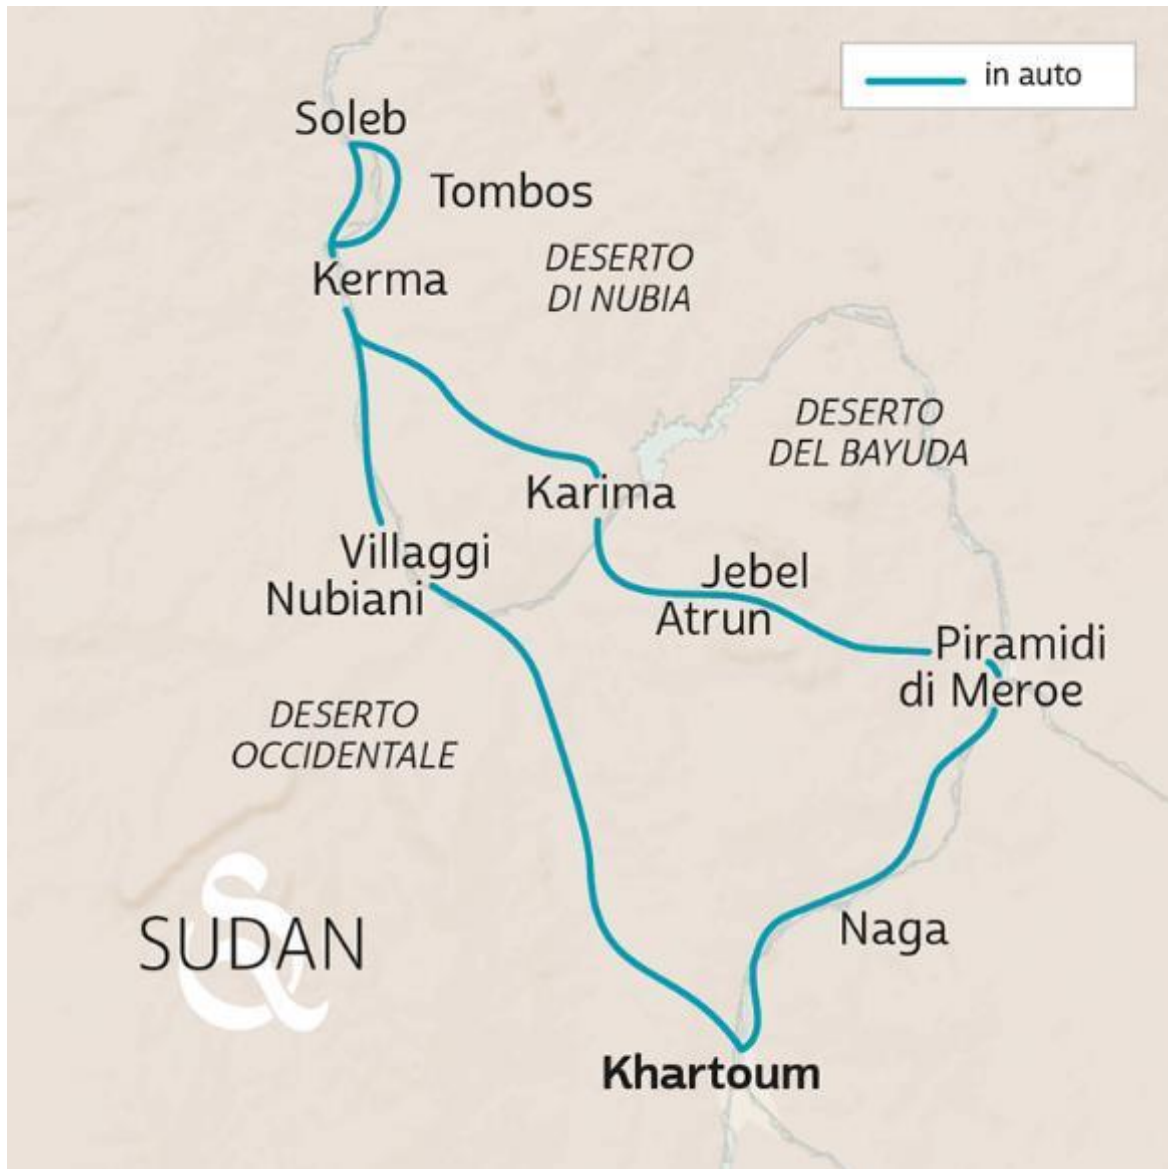 in auto
Soleb
Tombos
DESERTO
DI NUBIA
Kerma
DESERTO
DEL BAYUDA
Karima
Villaggi
Nubiani
Jebel
Atrun
Piramidi
di Meroe
DESERTO
OCCIDENTALE
&
SUDAN
Naga
Khartoum